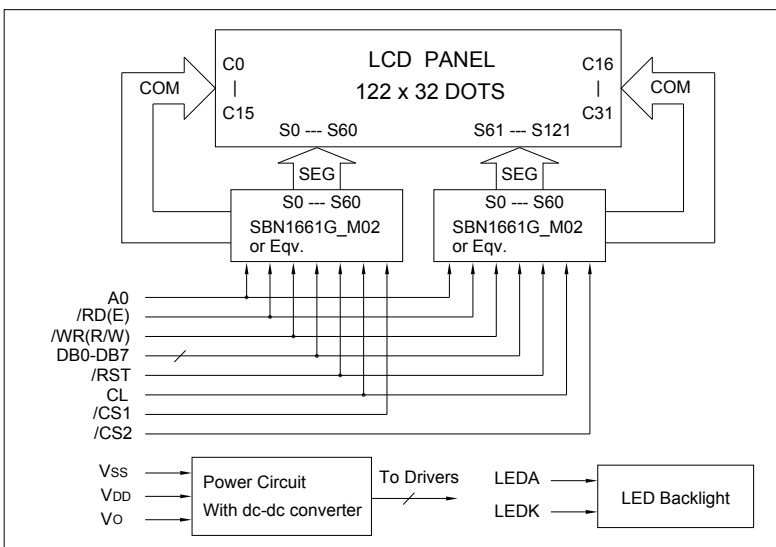 LCD PANEL
122 x 32 DOTS
C0
|
C15
C16
|
C31
COM
COM
S0 --- S60
S61 --- S121
SEG
SEG
S0 --- S60
SBN1661G_M02
or Eqv.
S0 --- S60
SBN1661G_M02
or Eqv.
A0
/RD(E)
/WR(R/W)
DB0-DB7
/RST
CL
/CS1
/CS2
VSS
VDD
VO
Power Circuit
With dc-dc converter
To Drivers
LEDA
LEDK
LED Backlight